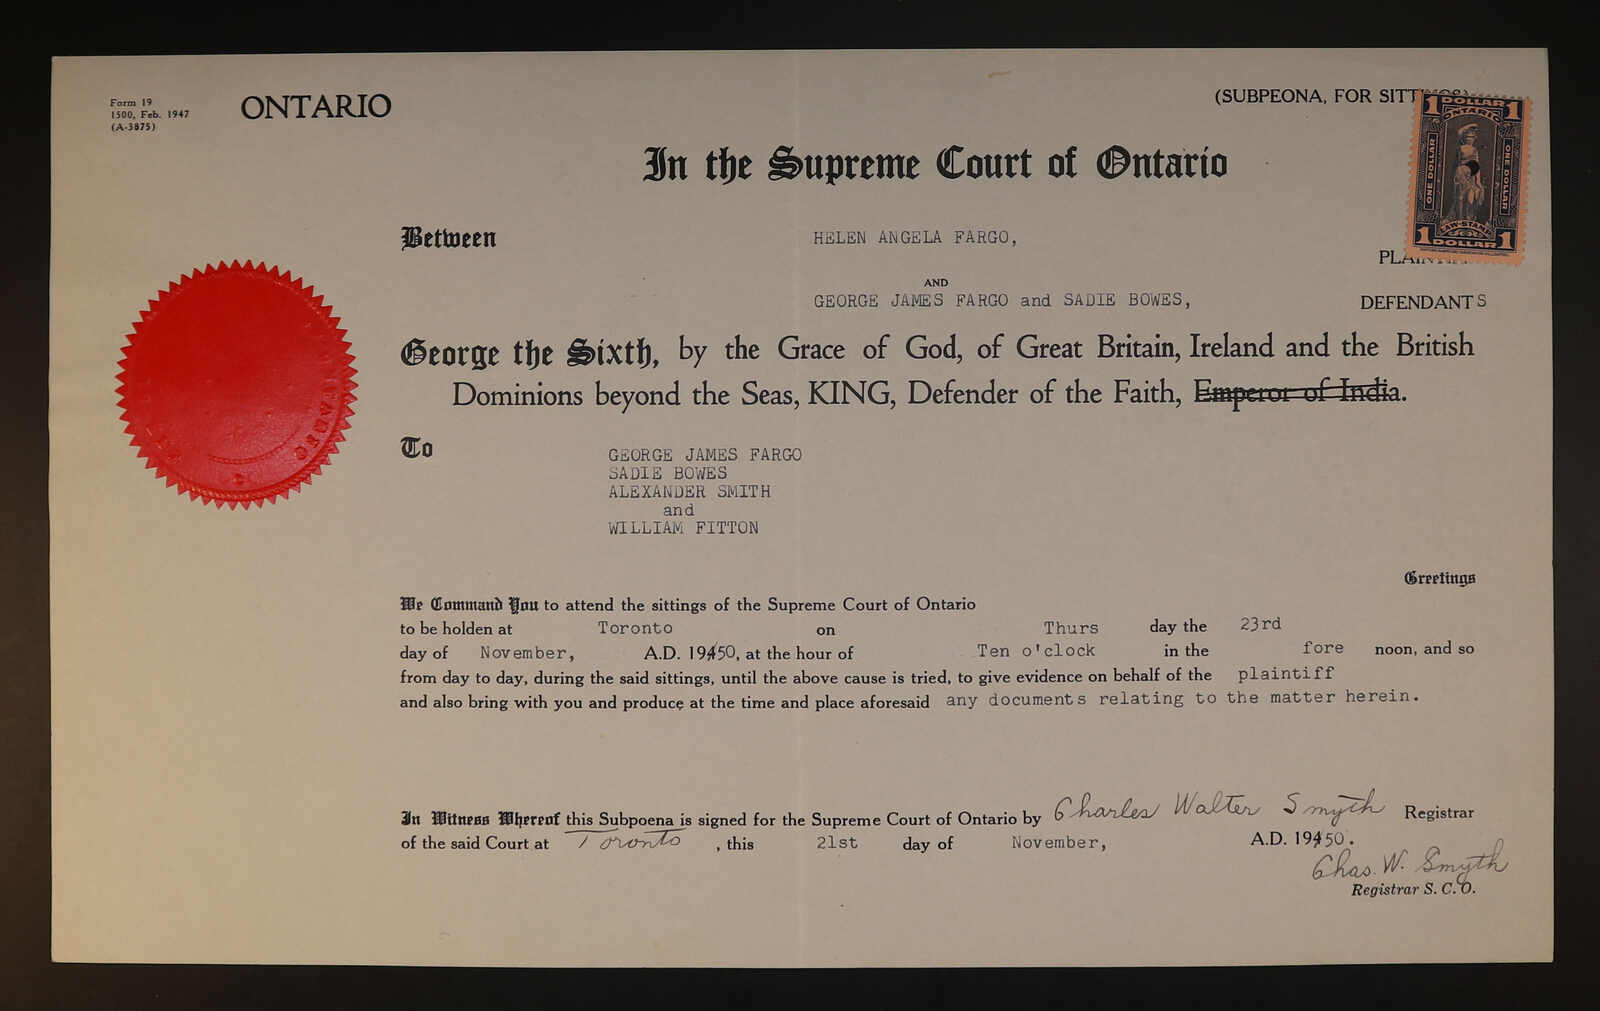 Form 19
1500, Feb. 1947
(A-3875)
ONTARIO
(SUBPEONA, FOR SITTINGS)
1 DOLLAR 1
ONTARIO
ONE DOLLAR
ONE DOLLAR
LAW-STAMP
1 DOLLAR 1
In the Supreme Court of Ontario
Between
HELEN ANGELA FARGO,
PLAIN
AND
GEORGE JAMES FARGO and SADIE BOWES,
DEFENDANTS
George the Sixth, by the Grace of God, of Great Britain, Ireland and the British
Dominions beyond the Seas, KING, Defender of the Faith, Emperor of India.
To
GEORGE JAMES FARGO
SADIE BOWES
ALEXANDER SMITH
and
WILLIAM FITTON
Greetings
We Command You to attend the sittings of the Supreme Court of Ontario
to be holden at Toronto on Thurs day the 23rd
day of November, A.D. 19450, at the hour of Ten o'clock in the fore noon, and so
from day to day, during the said sittings, until the above cause is tried, to give evidence on behalf of the plaintiff
and also bring with you and produce at the time and place aforesaid any documents relating to the matter herein.
In Witness Whereof this Subpoena is signed for the Supreme Court of Ontario by Charles Walter Smyth Registrar
of the said Court at Toronto, this 21st day of November, A.D. 19450.
Chas. W. Smyth
Registrar S. C. O.